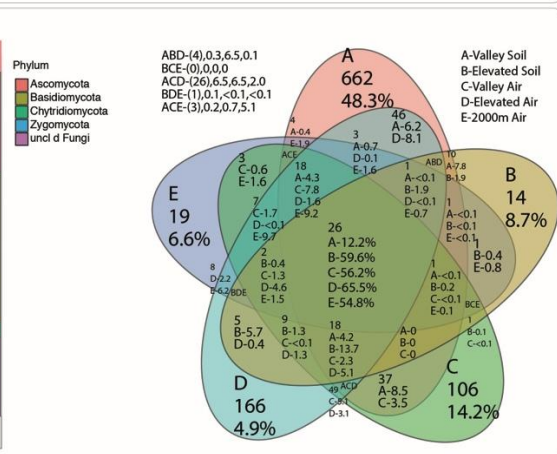 Phylum
Ascomycota
Basidiomycota
Chytridiomycota
Zygomycota
uncl d Fungi
ABD-(4),0.3,6.5,0.1
BCE-(0),0,0,0
ACD-(26),6.5,6.5,2.0
BDE-(1),0.1,<0.1,<0.1
ACE-(3),0.2,0.7,5.1
A-Valley Soil
B-Elevated Soil
C-Valley Air
D-Elevated Air
E-2000m Air
A
662
48.3%
46
A-6.2
D-8.1
4
A-0.4
E-1.9
ACE
3
A-0.7
D-0.1
E-1.6
ABD
10
A-7.8
B-1.9
B
14
8.7%
3
C-0.6
E-1.6
18
A-4.3
C-7.8
D-1.6
E-9.2
1
A-<0.1
B-1.9
D-<0.1
E-0.7
E
19
6.6%
7
C-1.7
D-<0.1
E-9.7
1
A-<0.1
B-<0.1
E-<0.1
26
A-12.2%
B-59.6%
C-56.2%
D-65.5%
E-54.8%
1
B-0.4
E-0.8
2
B-0.4
C-1.3
D-4.6
E-1.5
8
D-2.2
E-6.2
BDE
1
A-<0.1
B-0.2
C-<0.1
E-0.1
BCE
5
B-5.7
D-0.4
9
B-1.3
C-<0.1
D-1.3
18
A-4.2
B-13.7
C-2.3
D-5.1
A-0
B-0
C-0
1
B-0.1
C-<0.1
D
166
4.9%
49
ACD
D-3.1
37
A-8.5
C-3.5
C
106
14.2%